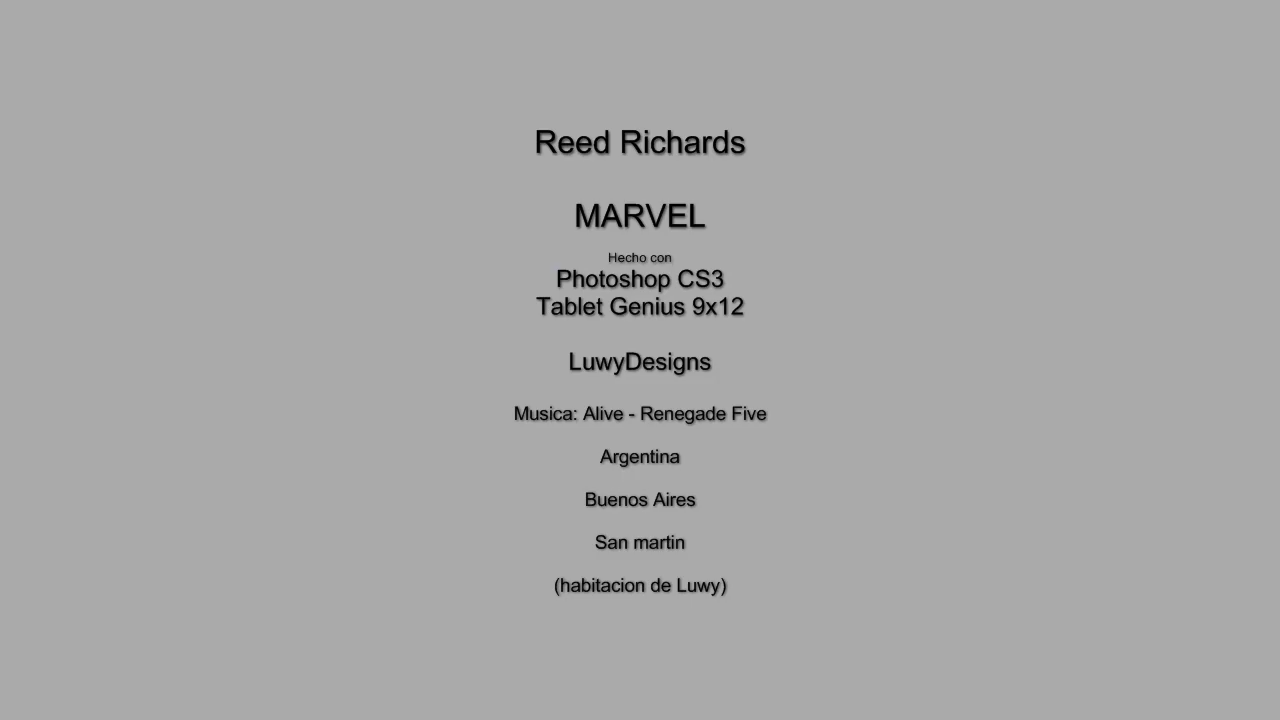 Reed Richards
MARVEL
Hecho con
Photoshop CS3
Tablet Genius 9x12
LuwyDesigns
Musica: Alive - Renegade Five
Argentina
Buenos Aires
San martin
(habitacion de Luwy)